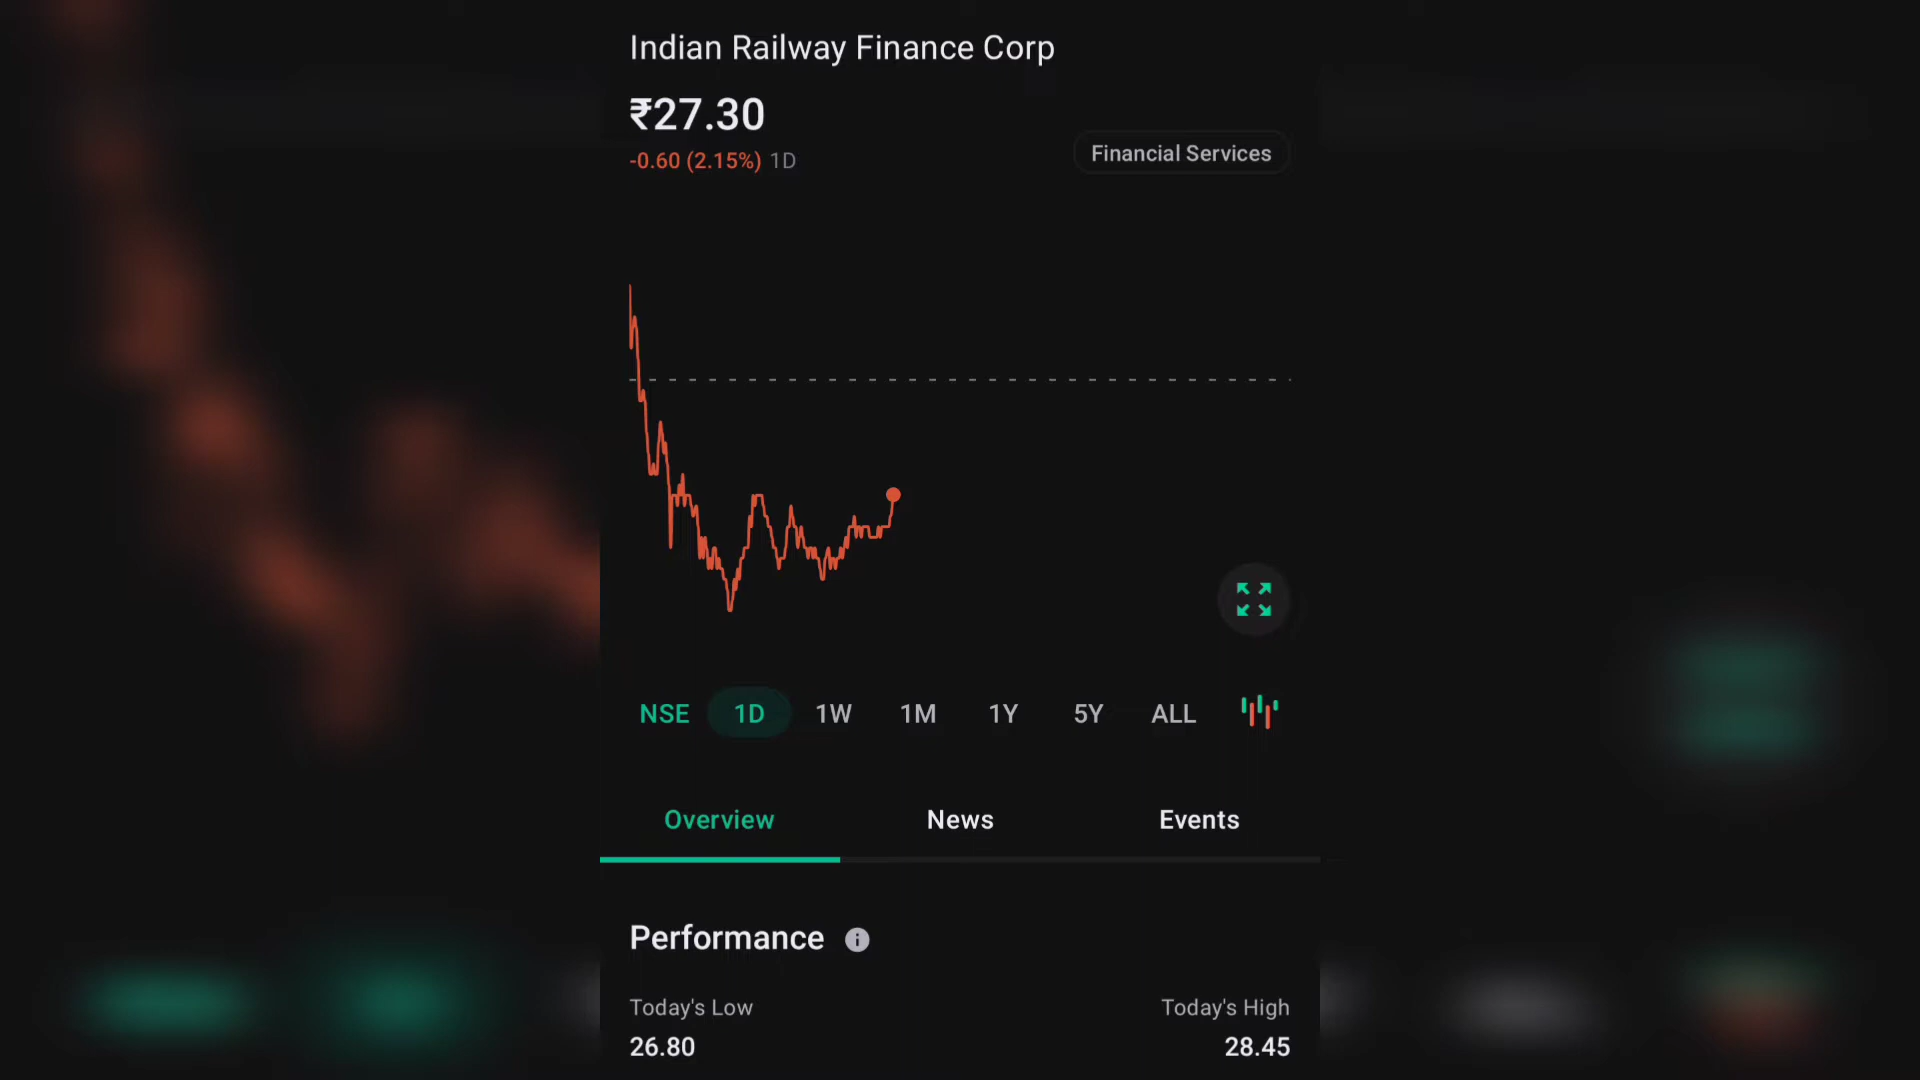 Indian Railway Finance Corp
₹27.30
-0.60 (2.15%) 1D
Financial Services
NSE 1D 1W 1M 1Y 5Y ALL
Overview News Events
Performance
Today's Low Today's High
26.80 28.45